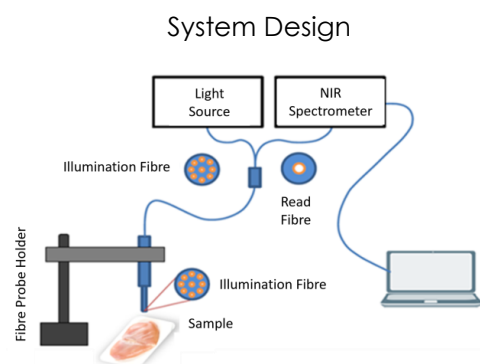 System Design
Light
Source
NIR
Spectrometer
Illumination Fibre
Read
Fibre
Fibre Probe Holder
Illumination Fibre
Sample